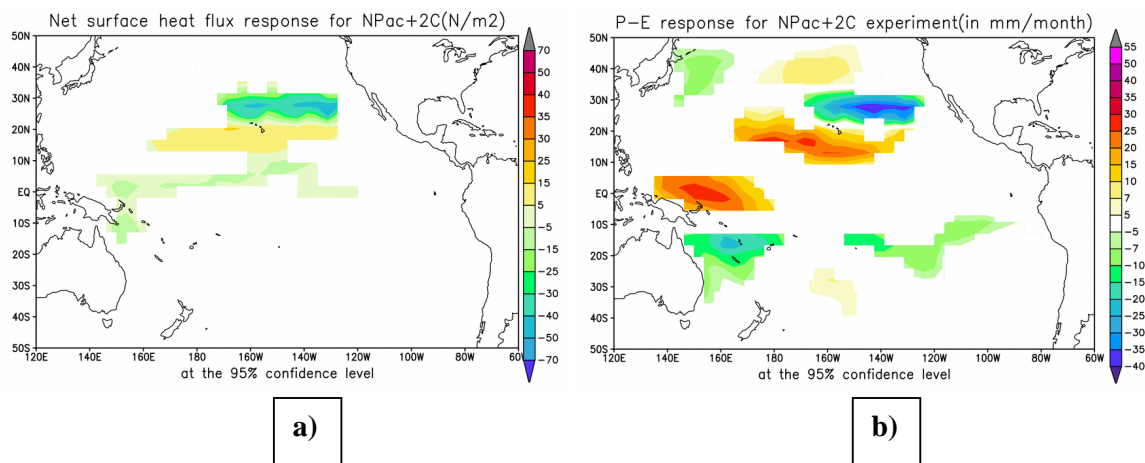 Net surface heat flux response for NPac+2C(N/m2)
50N
40N
30N
20N
10N
EQ
10S
20S
30S
40S
50S
120E 140E 160E 180 160W 140W 120W 100W 80W 60W
at the 95% confidence level
70
50
40
35
30
25
15
5
-5
-15
-25
-30
-40
-50
-70
a)
P-E response for NPac+2C experiment(in mm/month)
50N
40N
30N
20N
10N
EQ
10S
20S
30S
40S
50S
120E 140E 160E 180 160W 140W 120W 100W 80W 60W
at the 95% confidence level
55
45
35
30
25
20
15
10
7
5
-5
-7
-10
-15
-20
-25
-30
-35
-40
b)